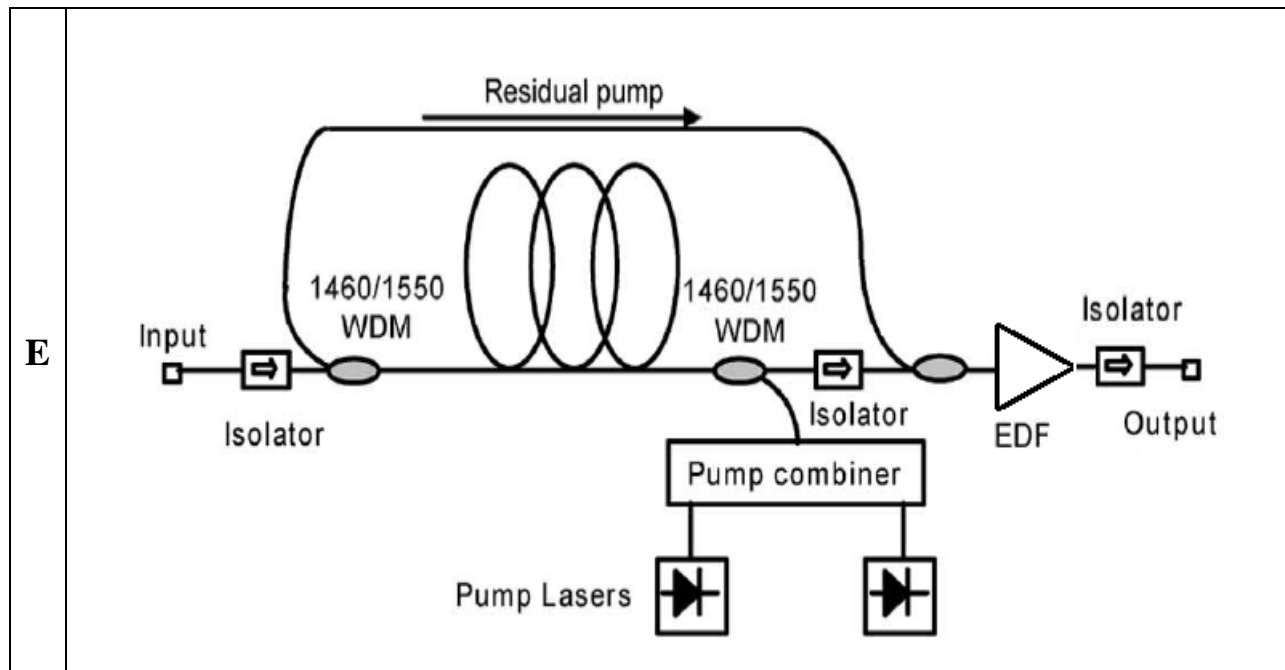 E
Residual pump
1460/1550
WDM
1460/1550
WDM
Input
Isolator
Isolator
Isolator
EDF
Output
Pump combiner
Pump Lasers